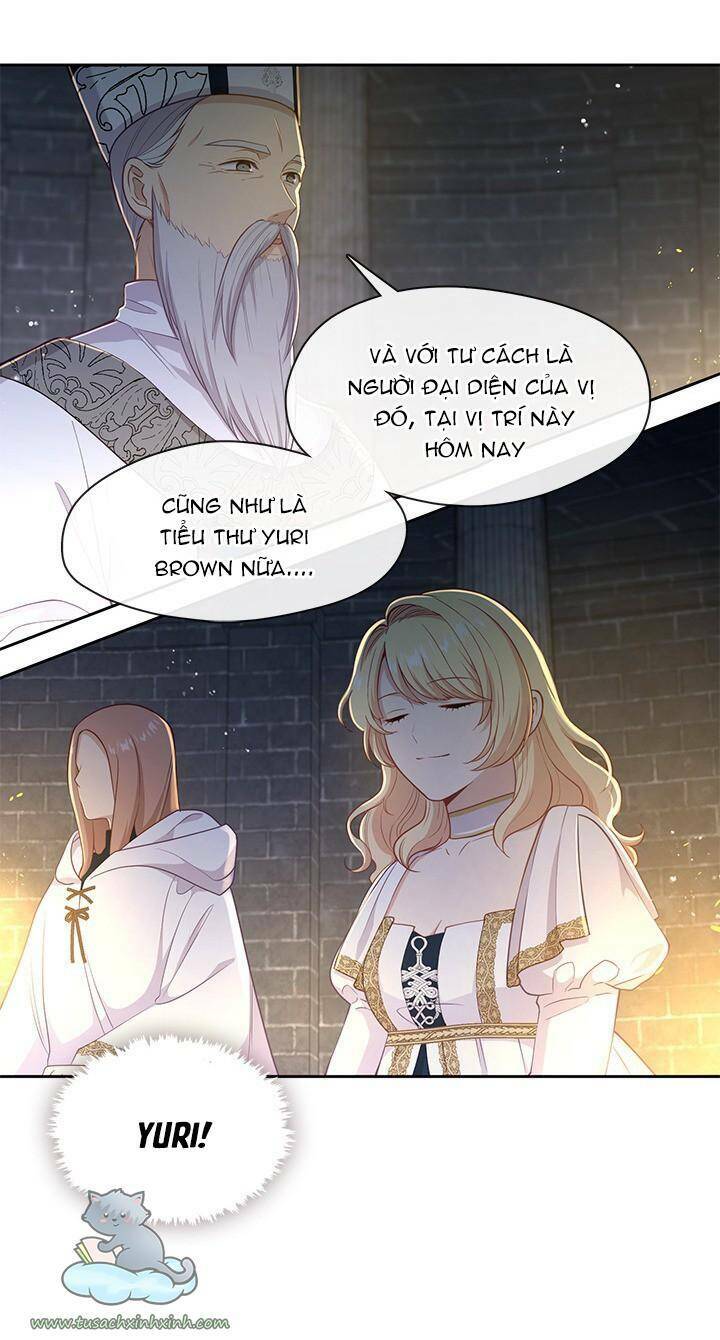 VÀ VỚI TƯ CÁCH LÀ
NGƯỜI ĐẠI DIỆN CỦA VỊ
ĐÓ, TẠI VỊ TRÍ NÀY
HÔM NAY
CŨNG NHƯ LÀ
TIỂU THƯ YURI
BROWN NỮA....
YURI!
www.tusachxinhxinh.com